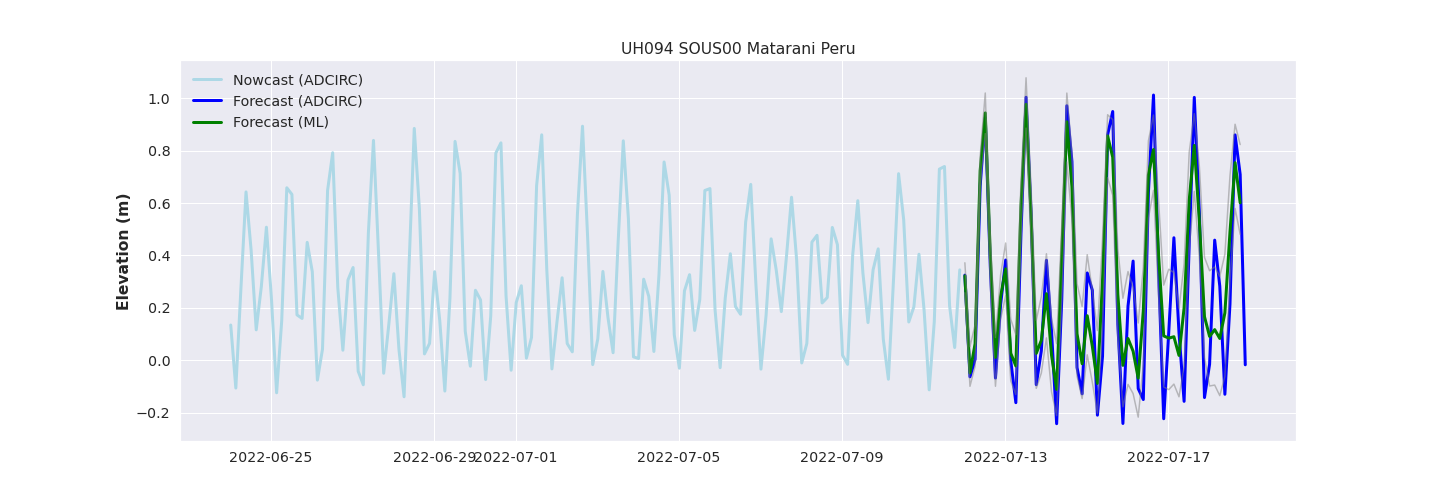 UH094 SOUS00 Matarani Peru
Nowcast (ADCIRC)
Forecast (ADCIRC)
Forecast (ML)
Elevation (m)
1.0
0.8
0.6
0.4
0.2
0.0
−0.2
2022-06-25
2022-06-29
2022-07-01
2022-07-05
2022-07-09
2022-07-13
2022-07-17